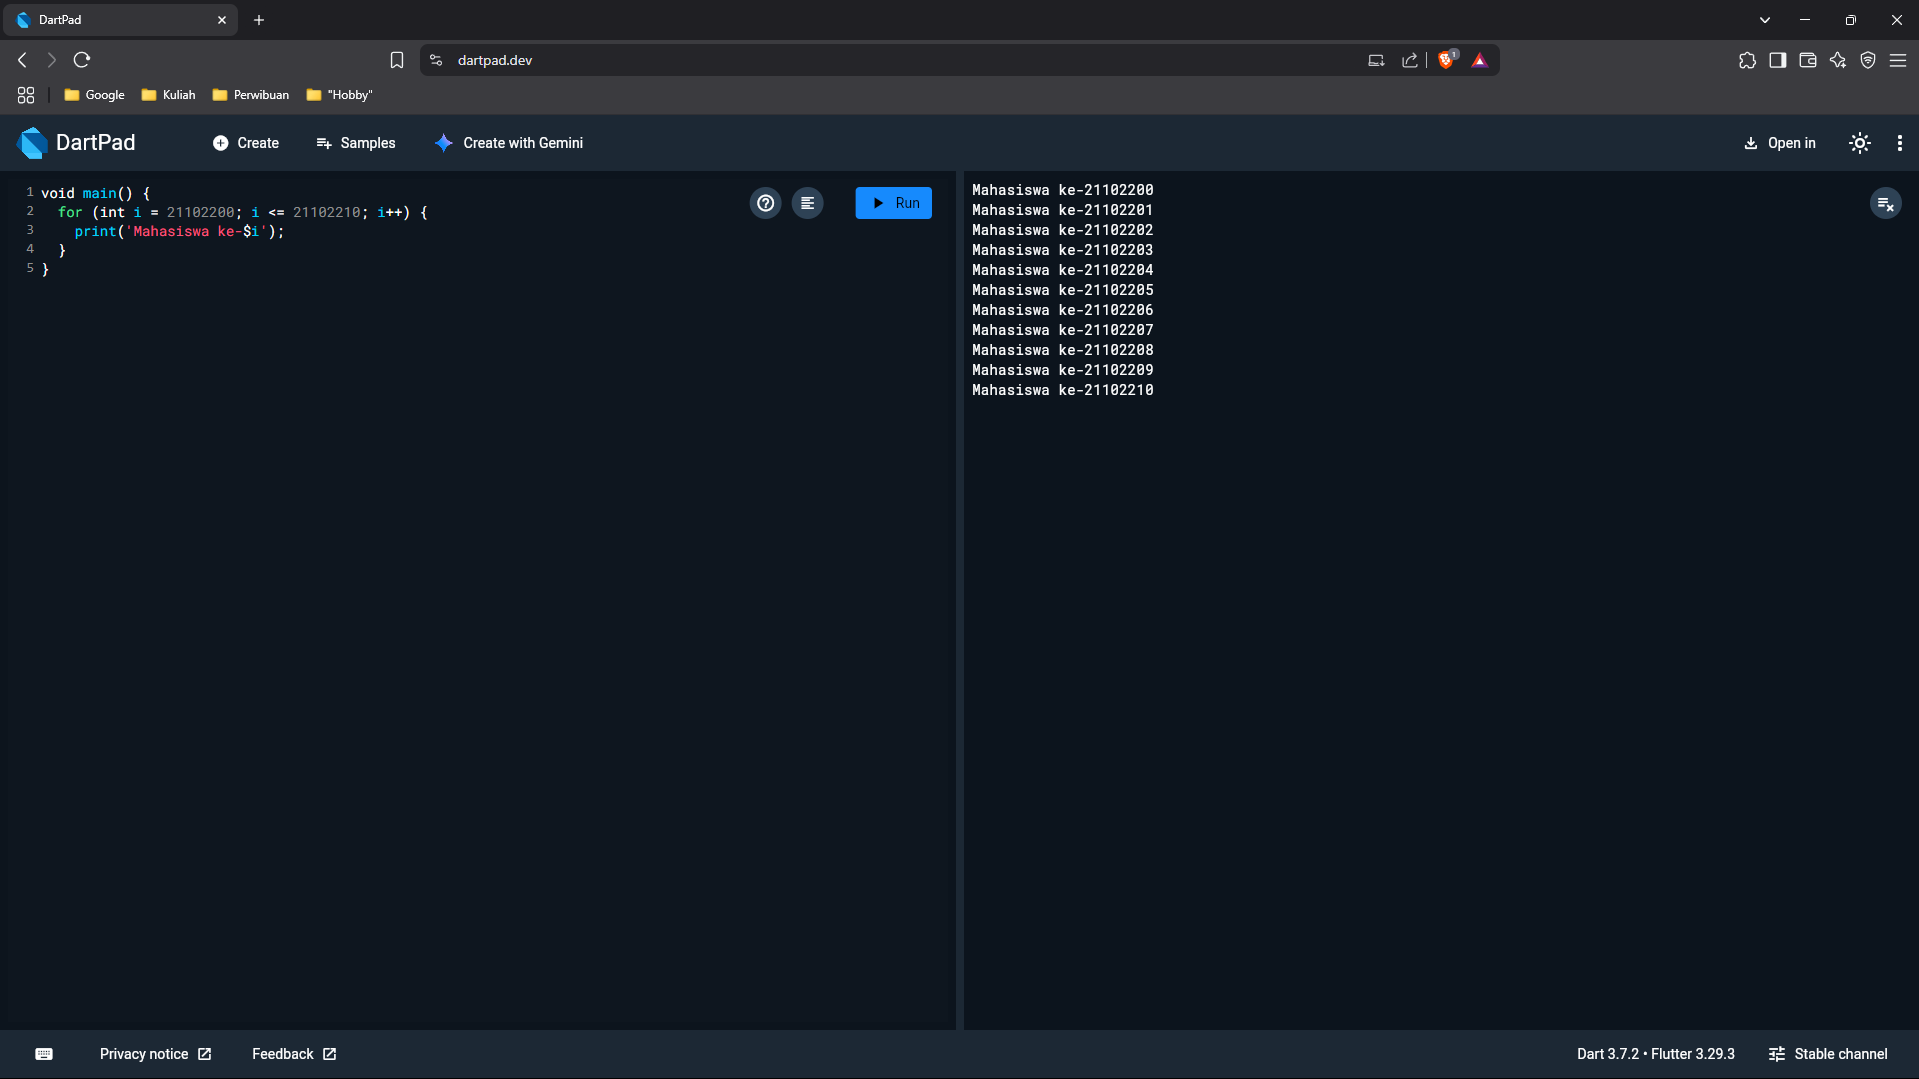 DartPad
dartpad.dev
1
Google Kuliah Perwibuan "Hobby"
DartPad Create Samples Create with Gemini Open in
1 void main() {
2 for (int i = 21102200; i <= 21102210; i++) {
3 print('Mahasiswa ke-$i');
4 }
5 }
Run
Mahasiswa ke-21102200
Mahasiswa ke-21102201
Mahasiswa ke-21102202
Mahasiswa ke-21102203
Mahasiswa ke-21102204
Mahasiswa ke-21102205
Mahasiswa ke-21102206
Mahasiswa ke-21102207
Mahasiswa ke-21102208
Mahasiswa ke-21102209
Mahasiswa ke-21102210
Privacy notice Feedback Dart 3.7.2 • Flutter 3.29.3 Stable channel